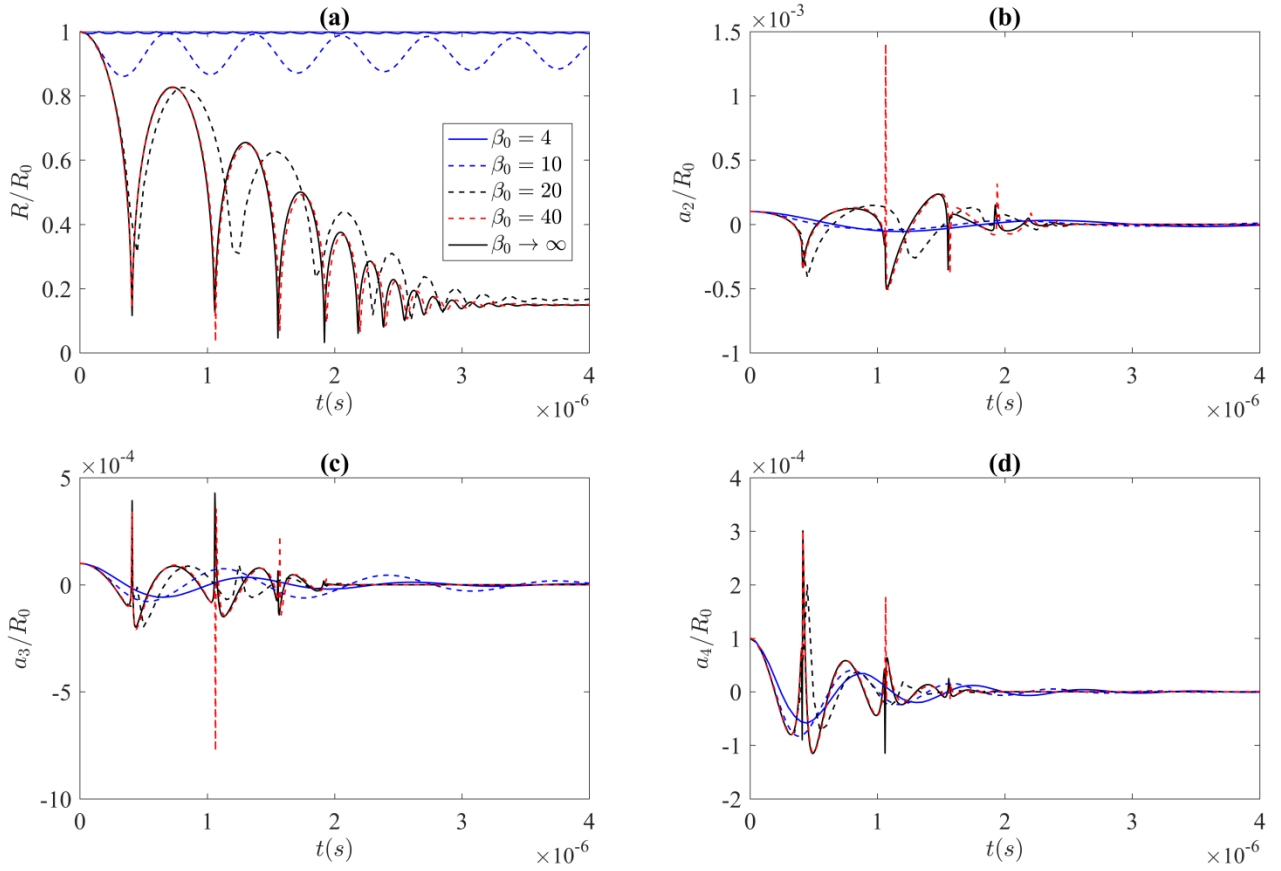 (a)
1
0.8
0.6
0.4
0.2
0
R/R₀
β₀ = 4
β₀ = 10
β₀ = 20
β₀ = 40
β₀ → ∞
0 1 2 3 4
t(s)
×10⁻⁶
(b)
×10⁻³
1.5
1
0.5
0
-0.5
-1
a₂/R₀
0 1 2 3 4
t(s)
×10⁻⁶
(c)
×10⁻⁴
5
0
-5
-10
a₃/R₀
0 1 2 3 4
t(s)
×10⁻⁶
(d)
×10⁻⁴
4
3
2
1
0
-1
-2
a₄/R₀
0 1 2 3 4
t(s)
×10⁻⁶